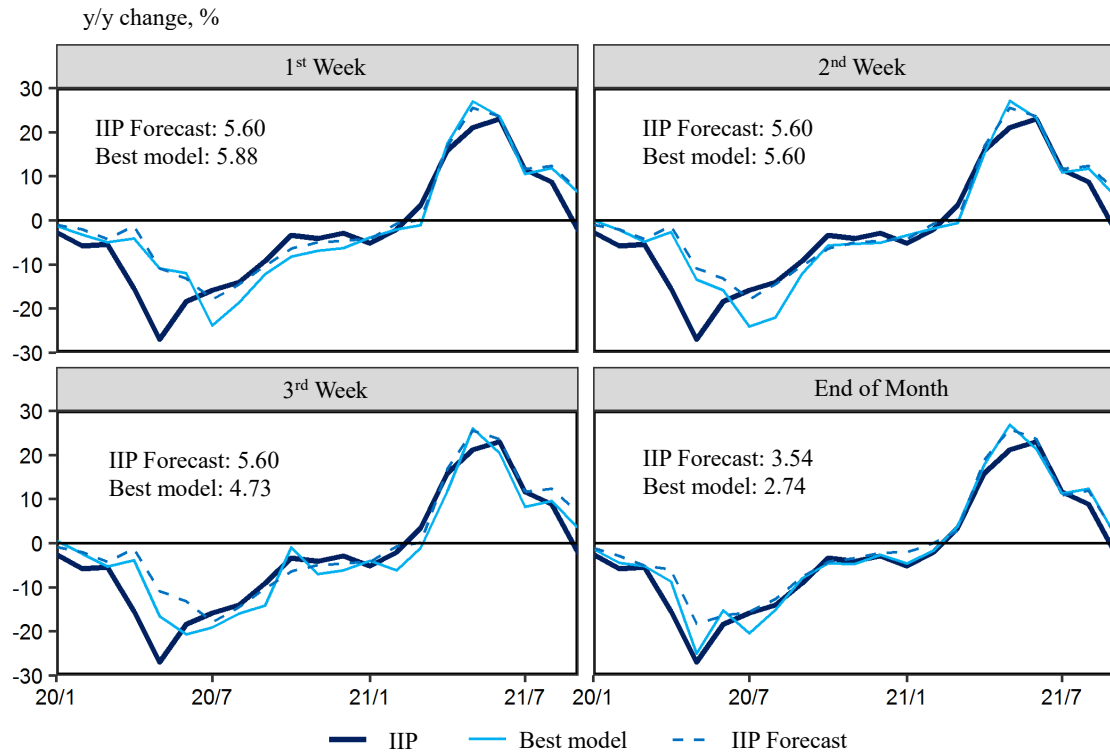 y/y change, %
1st Week
2nd Week
30
20
10
0
-10
-20
-30
IIP Forecast: 5.60
Best model: 5.88
IIP Forecast: 5.60
Best model: 5.60
3rd Week
End of Month
30
20
10
0
-10
-20
-30
IIP Forecast: 5.60
Best model: 4.73
IIP Forecast: 3.54
Best model: 2.74
20/1 20/7 21/1 21/7 20/1 20/7 21/1 21/7
IIP Best model IIP Forecast